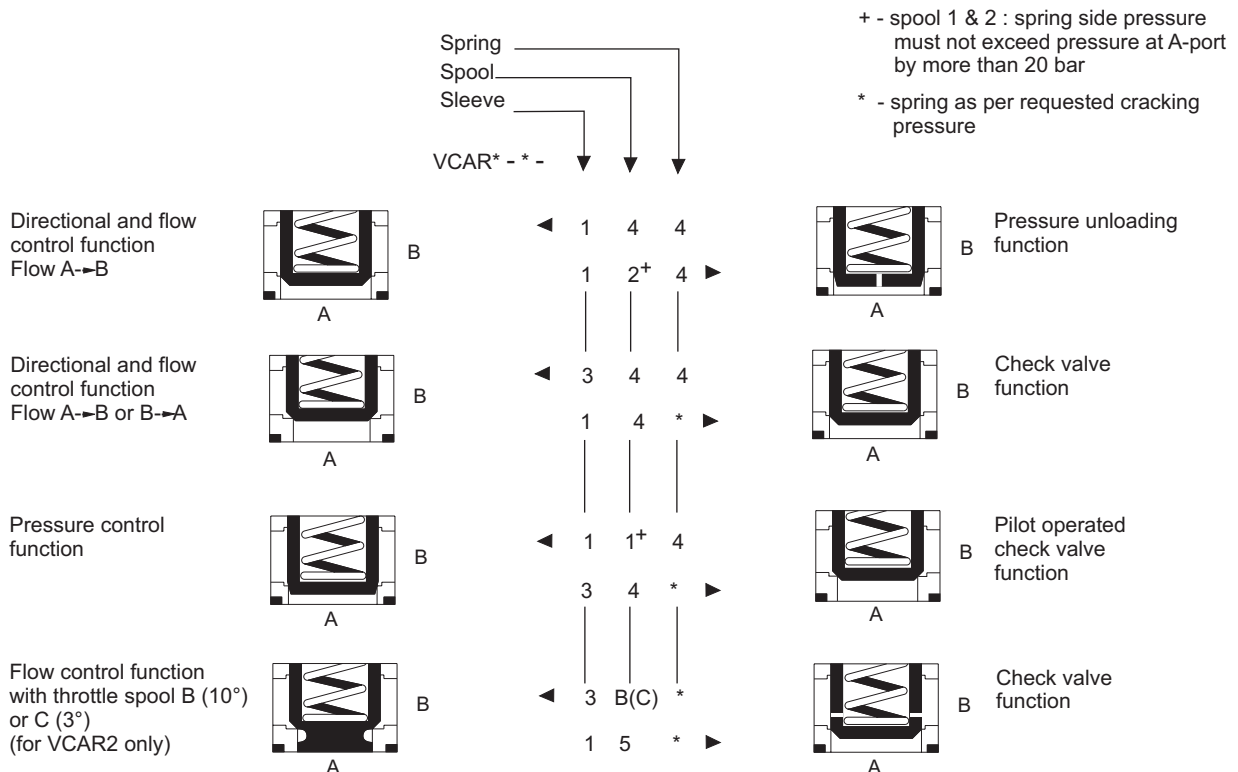 + - spool 1 & 2 : spring side pressure
must not exceed pressure at A-port
by more than 20 bar
* - spring as per requested cracking
pressure
Spring
Spool
Sleeve
VCAR* - * -
Directional and flow
control function
Flow A-►B
B
A
◄ 1 4 4
1 2+ 4 ►
B
A
Pressure unloading
function
Directional and flow
control function
Flow A-►B or B-►A
B
A
◄ 3 4 4
1 4 * ►
B
A
Check valve
function
Pressure control
function
B
A
◄ 1 1+ 4
3 4 * ►
B
A
Pilot operated
check valve
function
Flow control function
with throttle spool B (10°)
or C (3°)
(for VCAR2 only)
B
A
◄ 3 B(C) *
1 5 * ►
B
A
Check valve
function